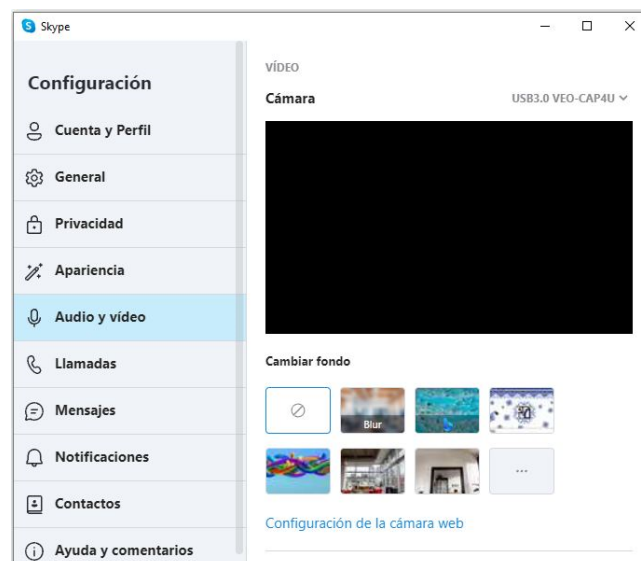 Skype
Configuración
Cuenta y Perfil
General
Privacidad
Apariencia
Audio y vídeo
Llamadas
Mensajes
Notificaciones
Contactos
Ayuda y comentarios
VÍDEO
Cámara
USB3.0 VEO-CAP4U
Cambiar fondo
Blur
...
Configuración de la cámara web